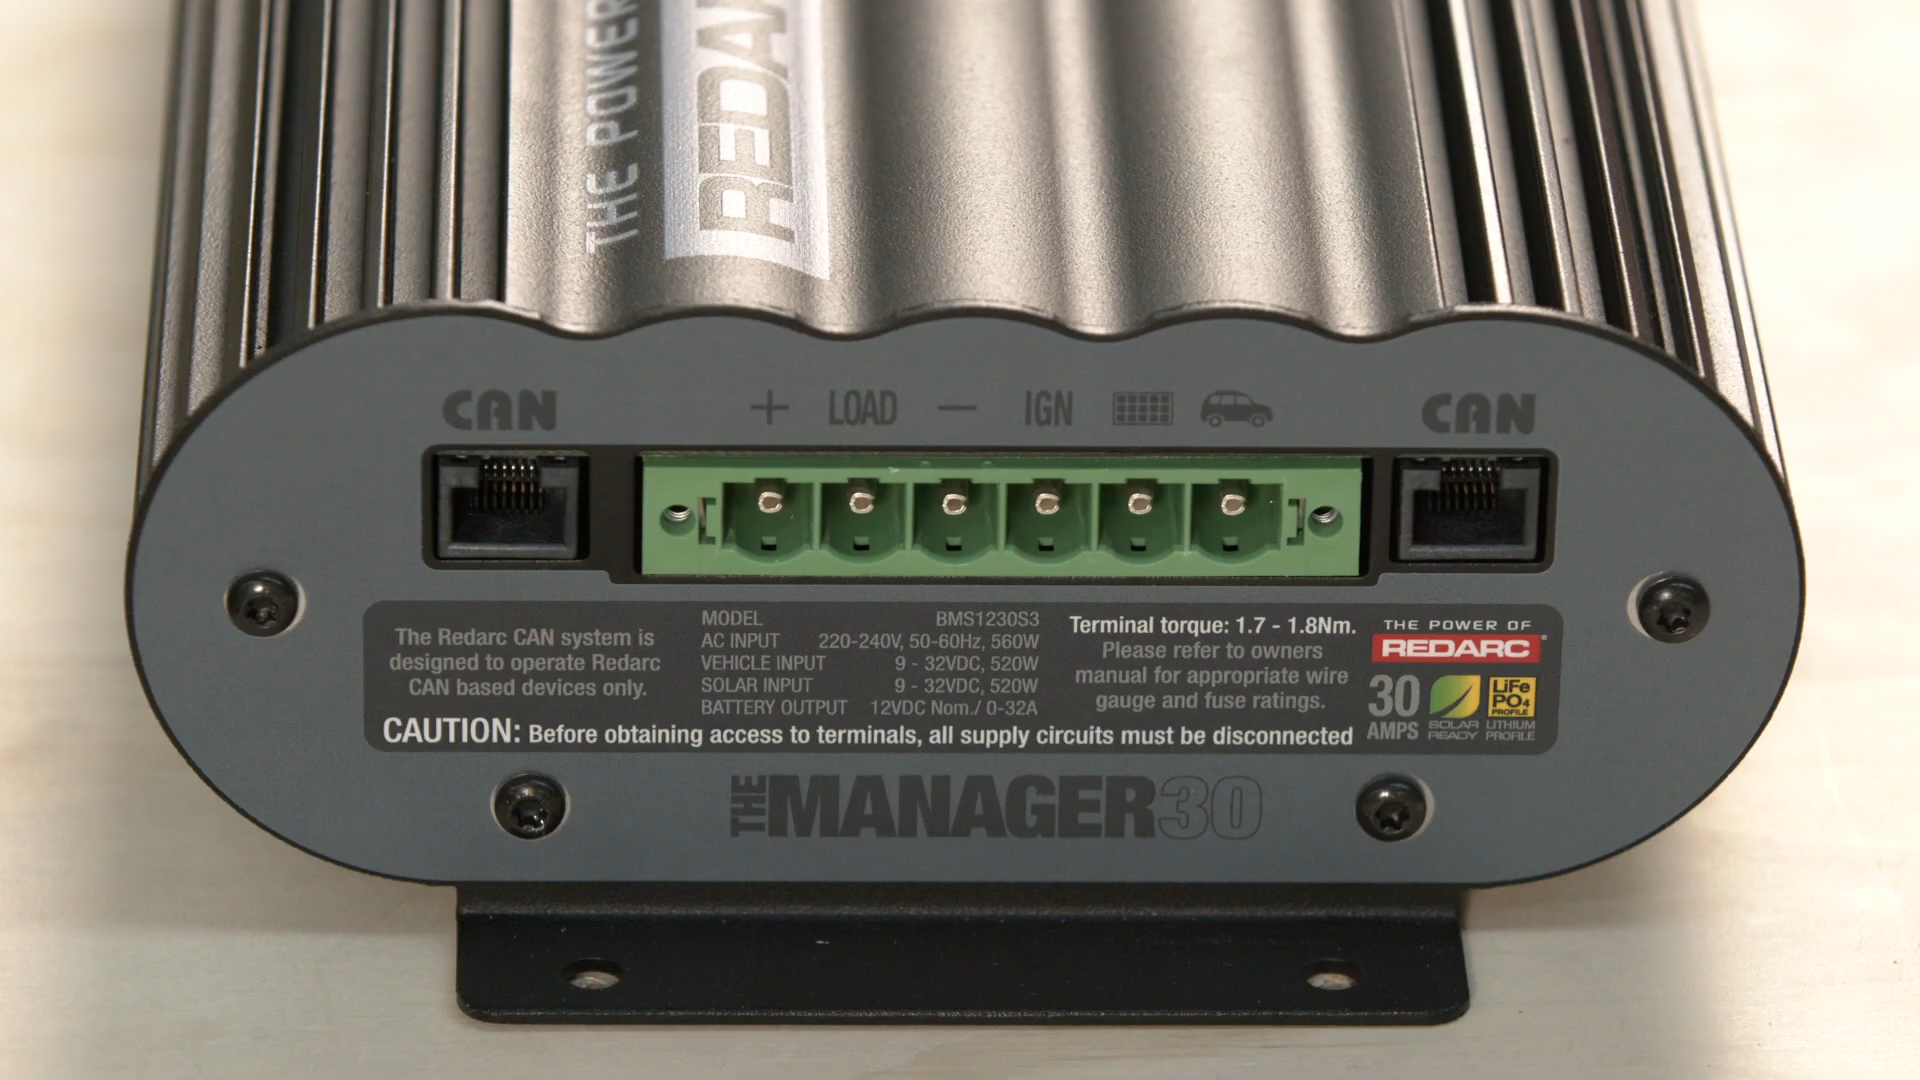 THE POWER
REDAR
CAN
+ LOAD — IGN
CAN
The Redarc CAN system is
designed to operate Redarc
CAN based devices only.
MODEL BMS1230S3
AC INPUT 220-240V, 50-60Hz, 560W
VEHICLE INPUT 9 - 32VDC, 520W
SOLAR INPUT 9 - 32VDC, 520W
BATTERY OUTPUT 12VDC Nom./ 0-32A
Terminal torque: 1.7 - 1.8Nm.
Please refer to owners
manual for appropriate wire
gauge and fuse ratings.
THE POWER OF
REDARC®
30
AMPS
SOLAR
READY
LiFe
PO4
PROFILE
LITHIUM
PROFILE
CAUTION: Before obtaining access to terminals, all supply circuits must be disconnected
THE MANAGER30